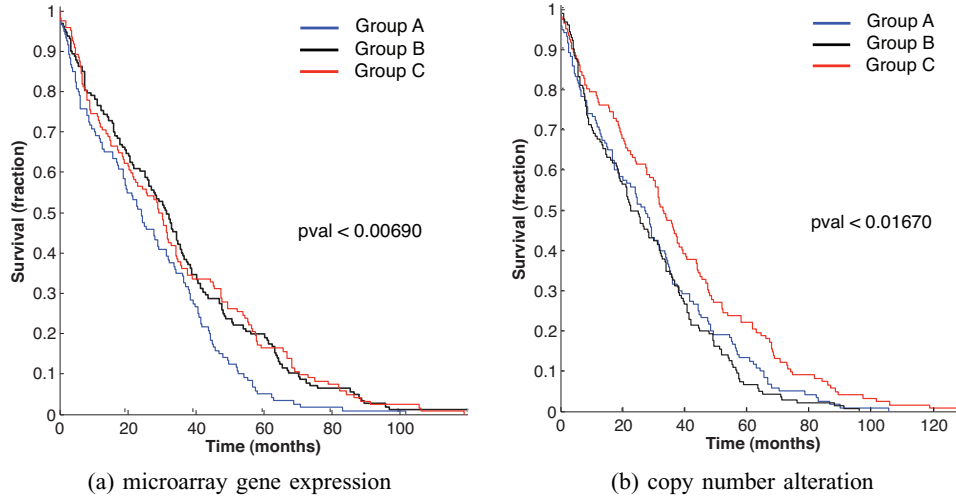 Group A
Group B
Group C
1
0.9
0.8
0.7
0.6
0.5
0.4
0.3
0.2
0.1
0
Survival (fraction)
pval < 0.00690
0 20 40 60 80 100
Time (months)
(a) microarray gene expression
Group A
Group B
Group C
1
0.9
0.8
0.7
0.6
0.5
0.4
0.3
0.2
0.1
0
Survival (fraction)
pval < 0.01670
0 20 40 60 80 100 120
Time (months)
(b) copy number alteration